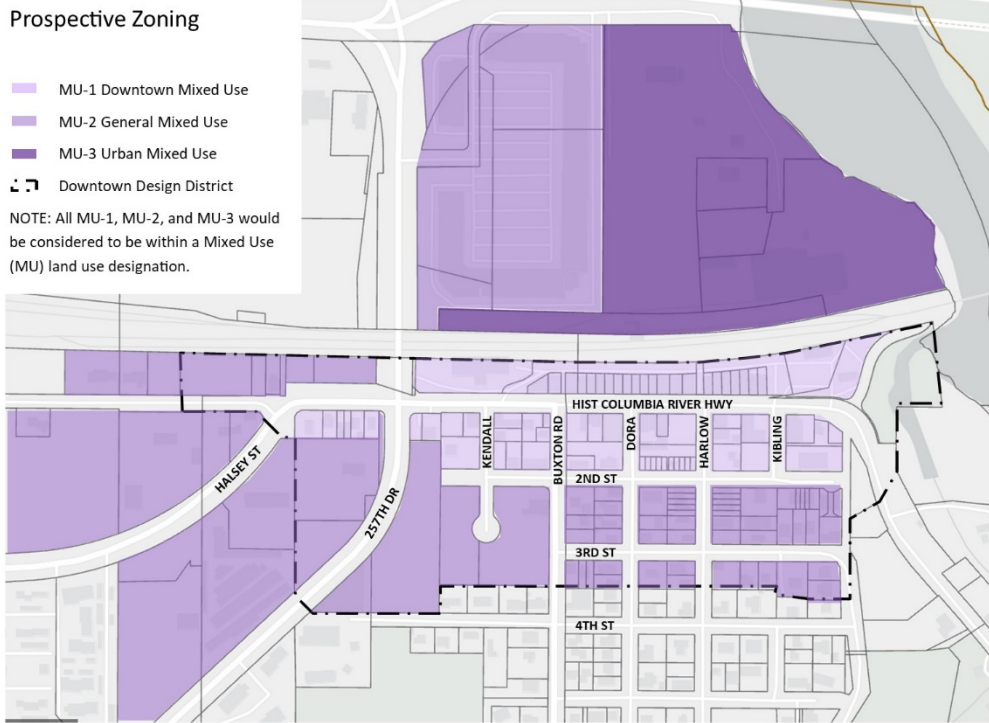 Prospective Zoning
MU-1 Downtown Mixed Use
MU-2 General Mixed Use
MU-3 Urban Mixed Use
Downtown Design District
NOTE: All MU-1, MU-2, and MU-3 would
be considered to be within a Mixed Use
(MU) land use designation.
HIST COLUMBIA RIVER HWY
HALSEY ST
257TH DR
KENDALL
BUXTON RD
DORA
HARLOW
KIBLING
2ND ST
3RD ST
4TH ST